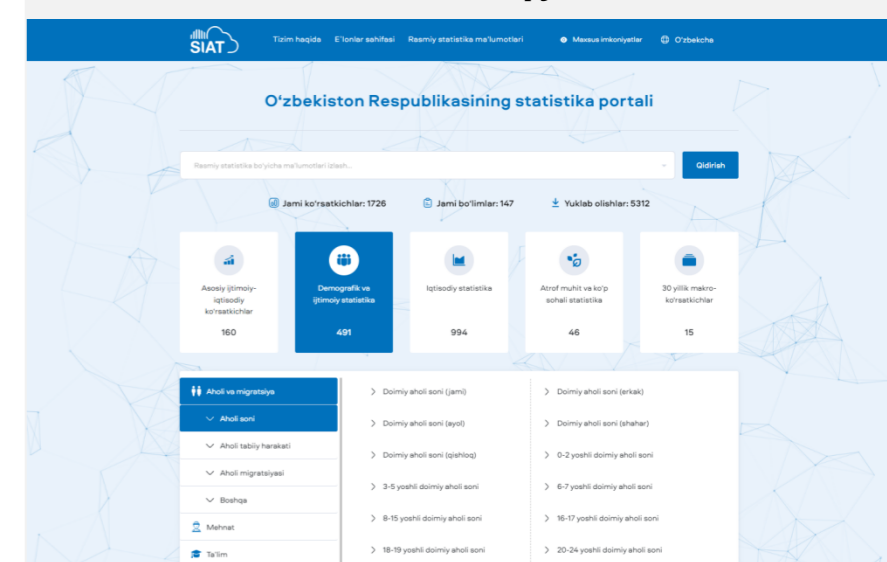 SIAT
Tizim haqida E'lonlar sahifasi Rasmiy statistika ma'lumotlari Maxsus imkoniyatlar O'zbekcha
O'zbekiston Respublikasining statistika portali
Rasmiy statistika bo'yicha ma'lumotlari izlash... Qidirish
Jami ko'rsatkichlar: 1726 Jami bo'limlar: 147 Yuklab olishlar: 5312
Asosiy ijtimoiy-
iqtisodiy
ko'rsatkichlar
160
Demografik va
ijtimoiy statistika
491
Iqtisodiy statistika
994
Atrof muhit va ko'p
sohali statistika
46
30 yillik makro-
ko'rsatkichlar
15
Aholi va migratsiya
Aholi soni
Aholi tabiiy harakati
Aholi migratsiyasi
Boshqa
Mehnat
Ta'lim
Doimiy aholi soni (jami) Doimiy aholi soni (erkak)
Doimiy aholi soni (ayol) Doimiy aholi soni (shahar)
Doimiy aholi soni (qishloq) 0-2 yoshli doimiy aholi soni
3-5 yoshli doimiy aholi soni 6-7 yoshli doimiy aholi soni
8-15 yoshli doimiy aholi soni 16-17 yoshli doimiy aholi soni
18-19 yoshli doimiy aholi soni 20-24 yoshli doimiy aholi soni